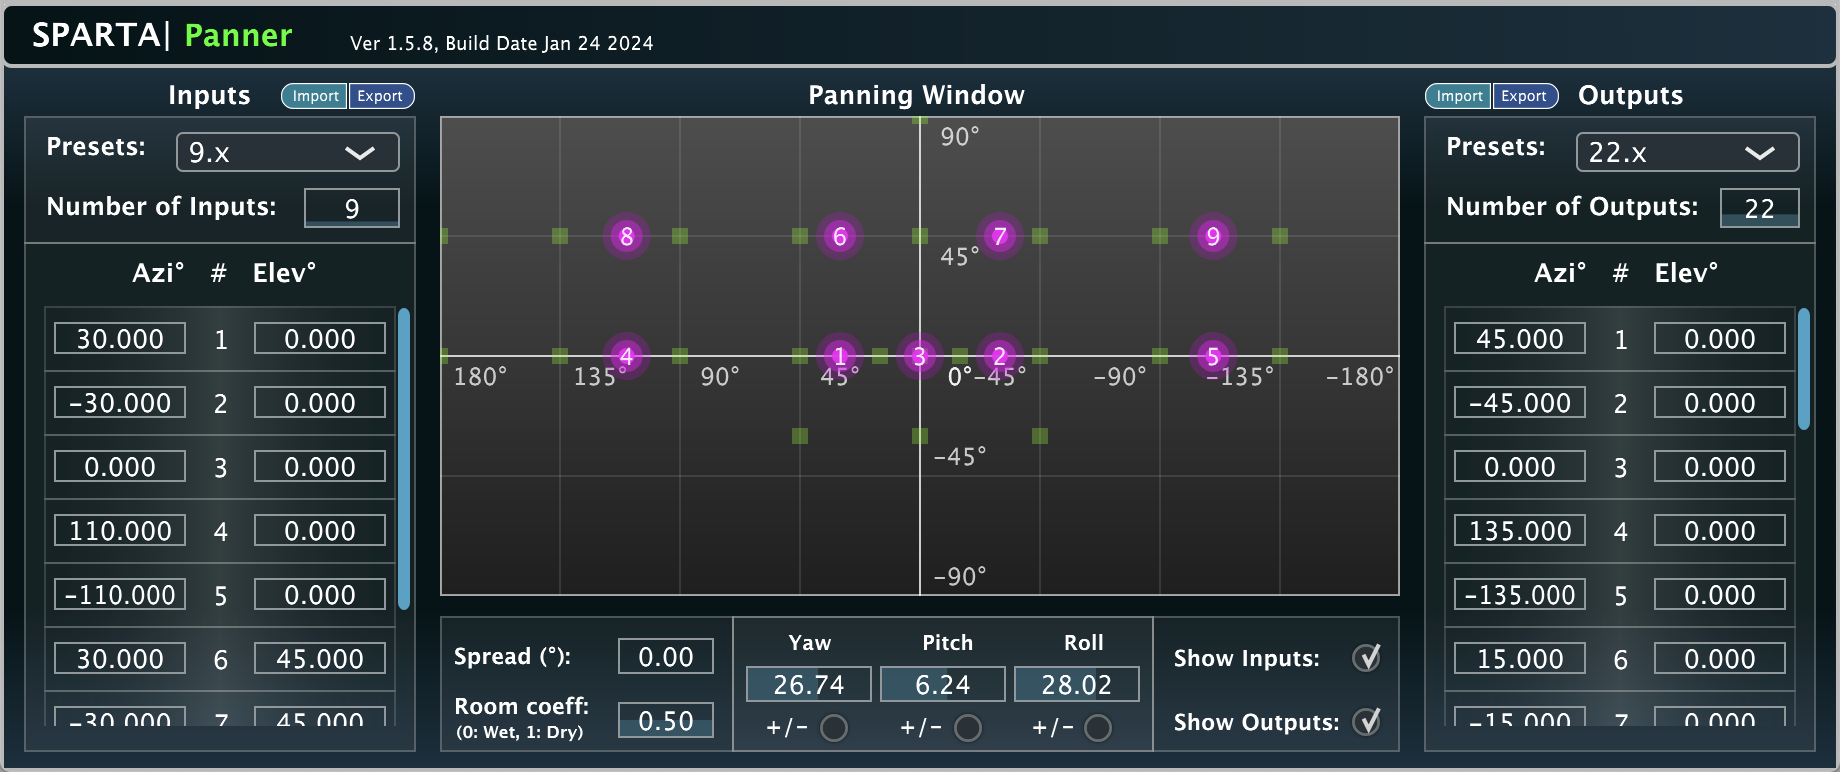 SPARTA| Panner
Ver 1.5.8, Build Date Jan 24 2024
Inputs
Import Export
Presets: 9.x
Number of Inputs: 9
Azi° # Elev°
30.000 1 0.000
-30.000 2 0.000
0.000 3 0.000
110.000 4 0.000
-110.000 5 0.000
30.000 6 45.000
-30.000 7 45.000
Panning Window
90°
8 6 7 9
45°
4 1 3 2 5
180° 135° 90° 45° 0° -45° -90° -135° -180°
-45°
-90°
Spread (°): 0.00
Room coeff: 0.50
(0: Wet, 1: Dry)
Yaw Pitch Roll
26.74 6.24 28.02
+/- +/- +/-
Show Inputs:
Show Outputs:
Import Export
Outputs
Presets: 22.x
Number of Outputs: 22
Azi° # Elev°
45.000 1 0.000
-45.000 2 0.000
0.000 3 0.000
135.000 4 0.000
-135.000 5 0.000
15.000 6 0.000
-15.000 7 0.000